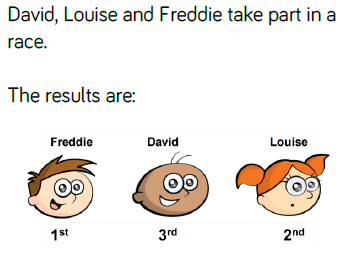 David, Louise and Freddie take part in a
race.
The results are:
Freddie David Louise
1st 3rd 2nd